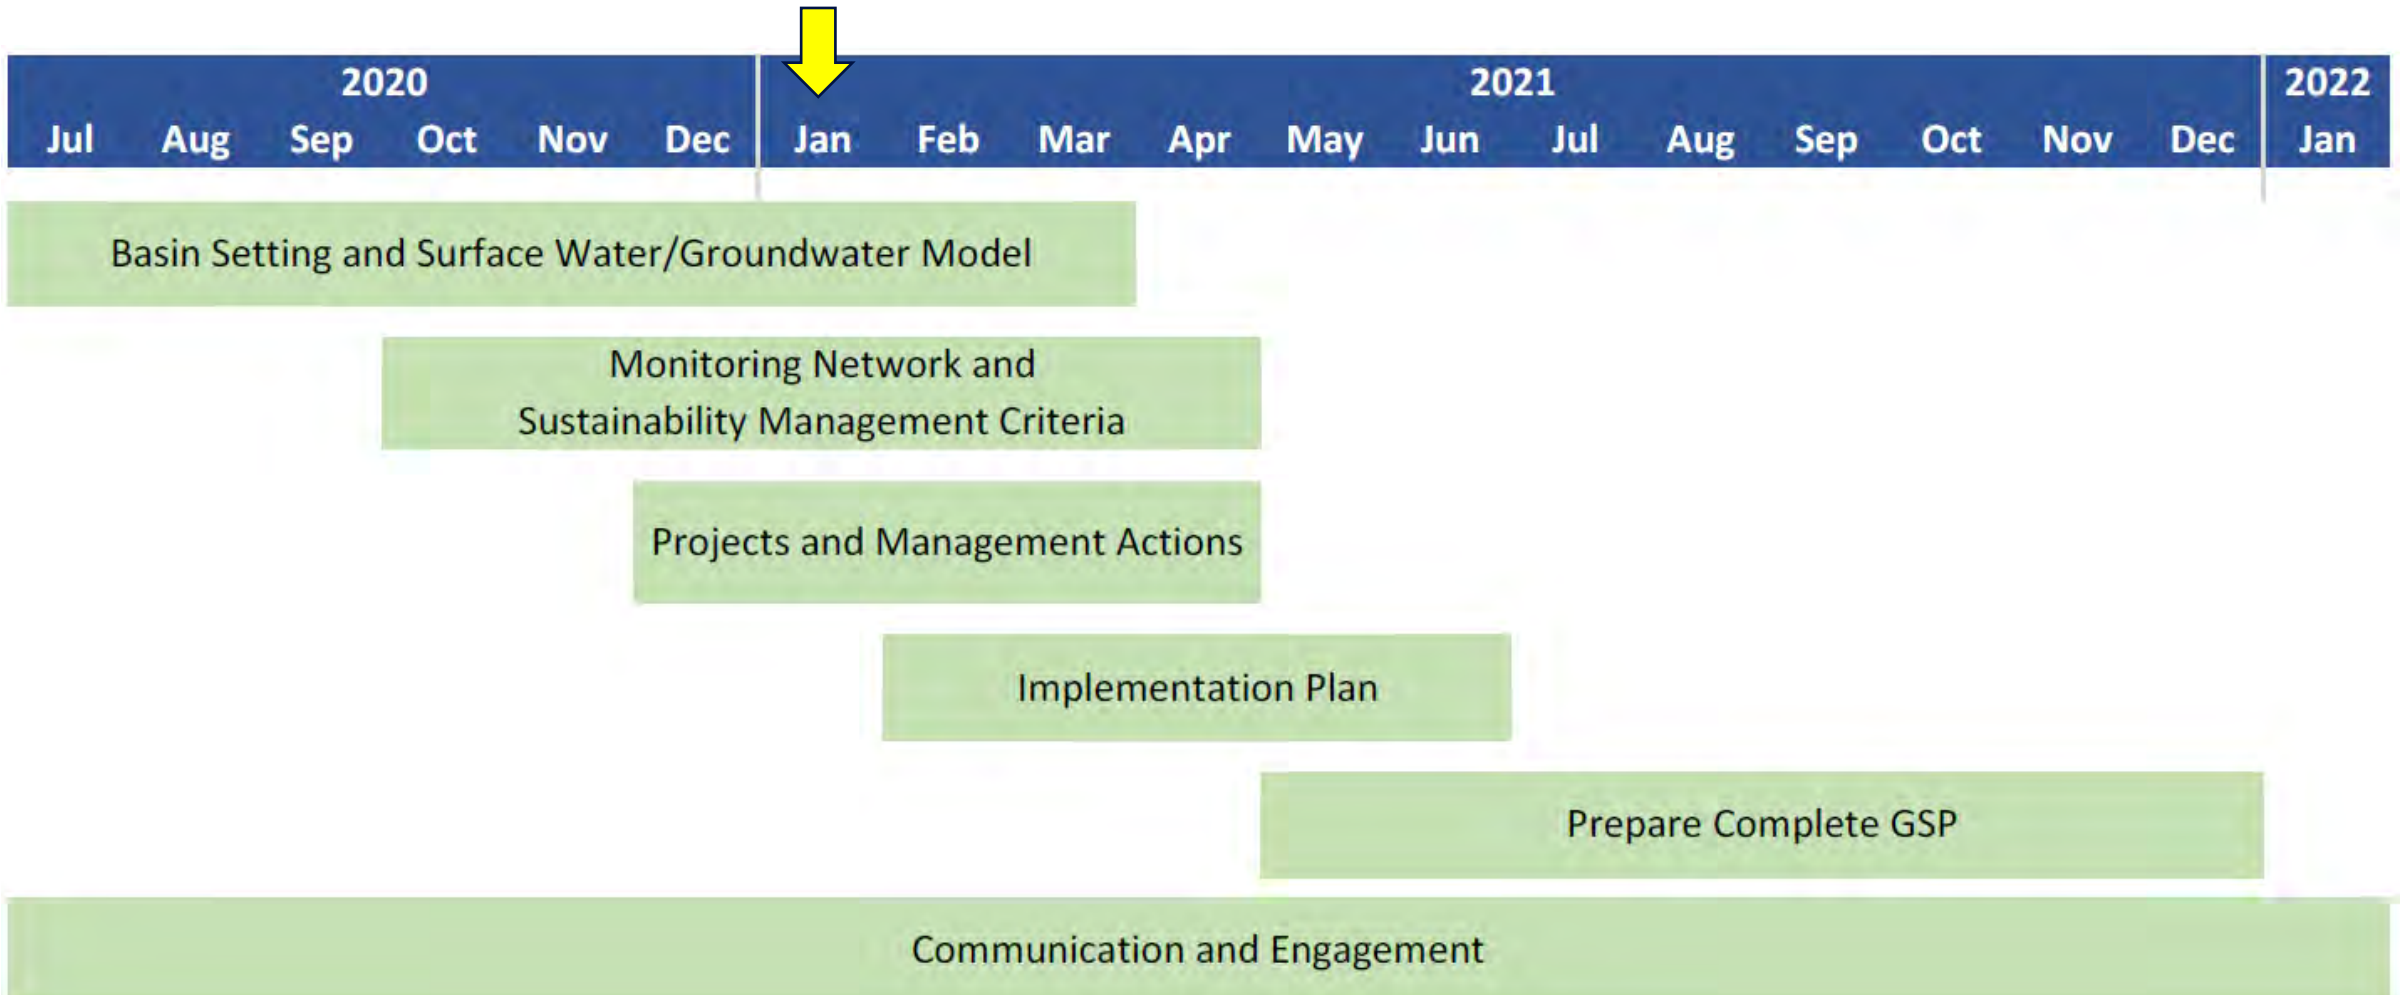 2020 2021 2022
Jul Aug Sep Oct Nov Dec Jan Feb Mar Apr May Jun Jul Aug Sep Oct Nov Dec Jan
Basin Setting and Surface Water/Groundwater Model
Monitoring Network and
Sustainability Management Criteria
Projects and Management Actions
Implementation Plan
Prepare Complete GSP
Communication and Engagement